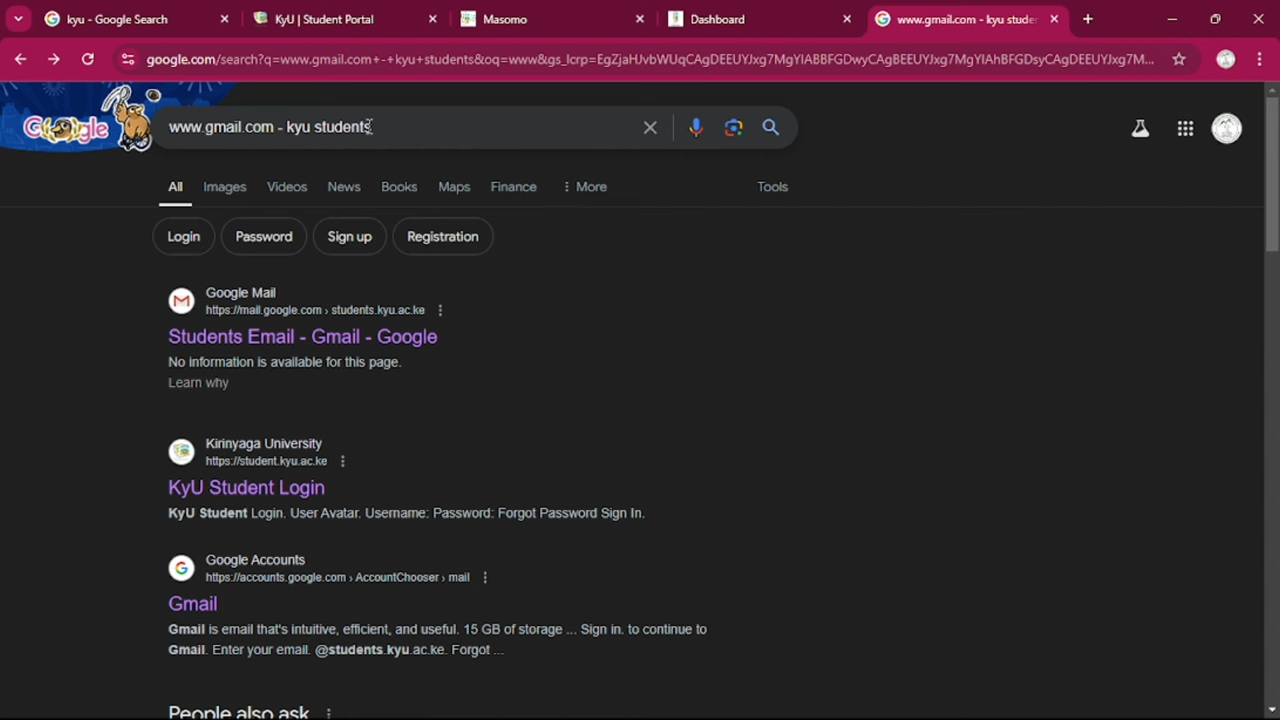 kyu - Google Search
KyU | Student Portal
Masomo
Dashboard
www.gmail.com - kyu stude
google.com/search?q=www.gmail.com+-+kyu+students&oq=www&gs_lcrp=EgZjaHJvbWUqCAgDEEUYJxg7MgYIABBFGDwyCAgBEEUYJxg7MgYIAhBFGDsyCAgDEEUYJxg7M...
Google
www.gmail.com - kyu students
All
Images
Videos
News
Books
Maps
Finance
More
Tools
Login
Password
Sign up
Registration
Google Mail
https://mail.google.com › students.kyu.ac.ke
Students Email - Gmail - Google
No information is available for this page.
Learn why
Kirinyaga University
https://student.kyu.ac.ke
KyU Student Login
KyU Student Login. User Avatar. Username: Password: Forgot Password Sign In.
Google Accounts
https://accounts.google.com › AccountChooser › mail
Gmail
Gmail is email that's intuitive, efficient, and useful. 15 GB of storage ... Sign in. to continue to
Gmail. Enter your email. @students.kyu.ac.ke. Forgot ...
People also ask